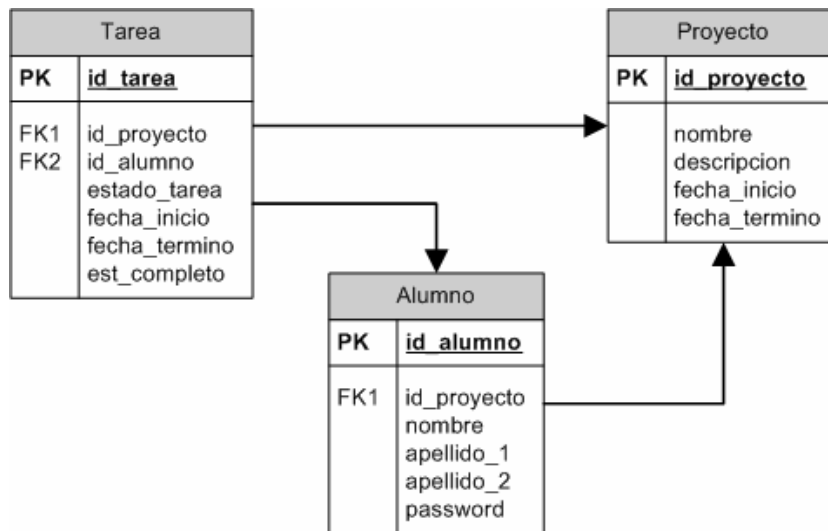 Tarea
PK id_tarea
FK1 id_proyecto
FK2 id_alumno
estado_tarea
fecha_inicio
fecha_termino
est_completo
Proyecto
PK id_proyecto
nombre
descripcion
fecha_inicio
fecha_termino
Alumno
PK id_alumno
FK1 id_proyecto
nombre
apellido_1
apellido_2
password